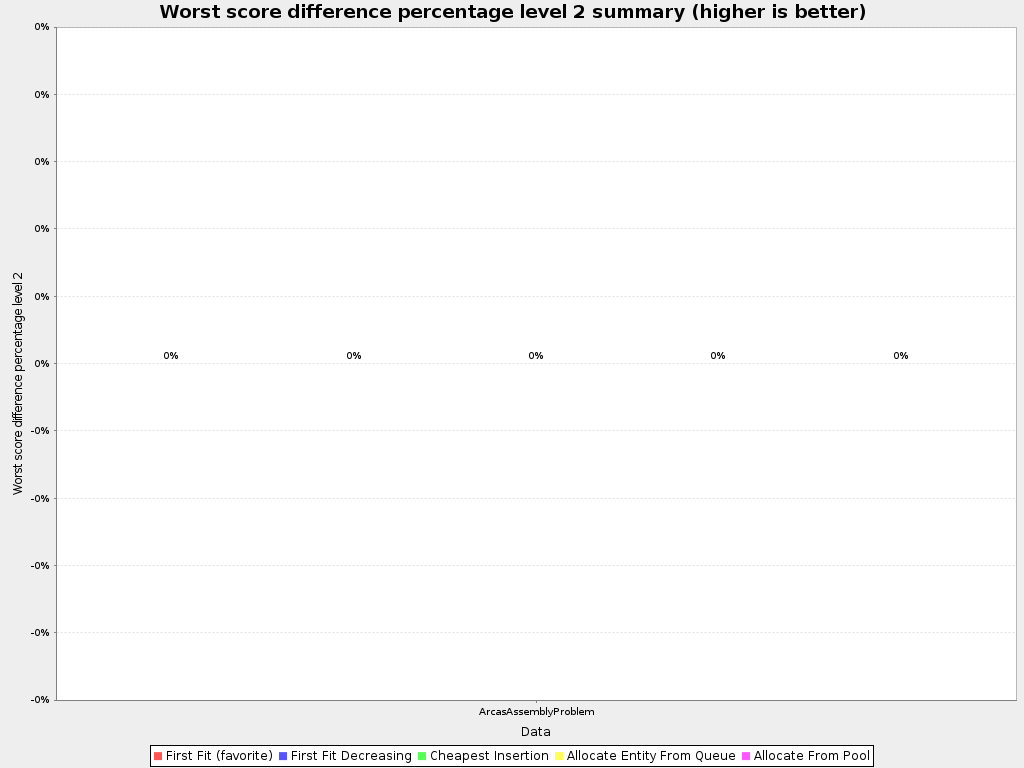 Worst score difference percentage level 2 summary (higher is better)
0%
0%
0%
0%
0%
0%
-0%
-0%
-0%
-0%
-0%
Worst score difference percentage level 2
0% 0% 0% 0% 0%
ArcasAssemblyProblem
Data
First Fit (favorite) First Fit Decreasing Cheapest Insertion Allocate Entity From Queue Allocate From Pool